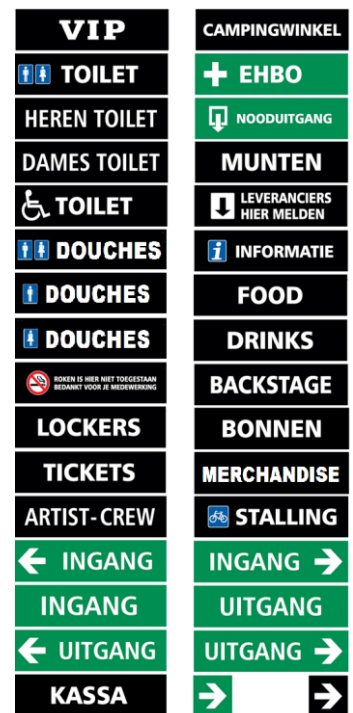 VIP
TOILET
HEREN TOILET
DAMES TOILET
TOILET
DOUCHES
DOUCHES
DOUCHES
ROKEN IS HIER NIET TOEGESTAAN
BEDANKT VOOR JE MEDEWERKING
LOCKERS
TICKETS
ARTIST-CREW
INGANG
INGANG
UITGANG
KASSA
CAMPINGWINKEL
EHBO
NOODUITGANG
MUNTEN
LEVERANCIERS
HIER MELDEN
i INFORMATIE
FOOD
DRINKS
BACKSTAGE
BONNEN
MERCHANDISE
STALLING
INGANG
UITGANG
UITGANG